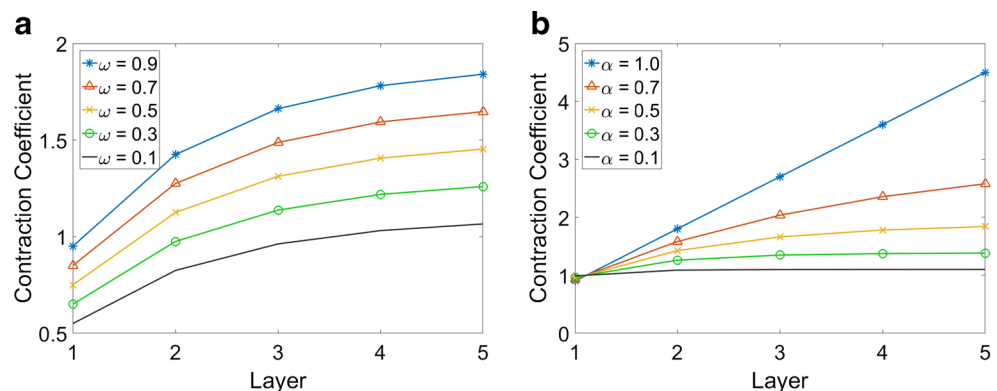 a
2
1.5
1
0.5
Contraction Coefficient
ω = 0.9
ω = 0.7
ω = 0.5
ω = 0.3
ω = 0.1
1 2 3 4 5
Layer
b
5
4
3
2
1
0
Contraction Coefficient
α = 1.0
α = 0.7
α = 0.5
α = 0.3
α = 0.1
1 2 3 4 5
Layer